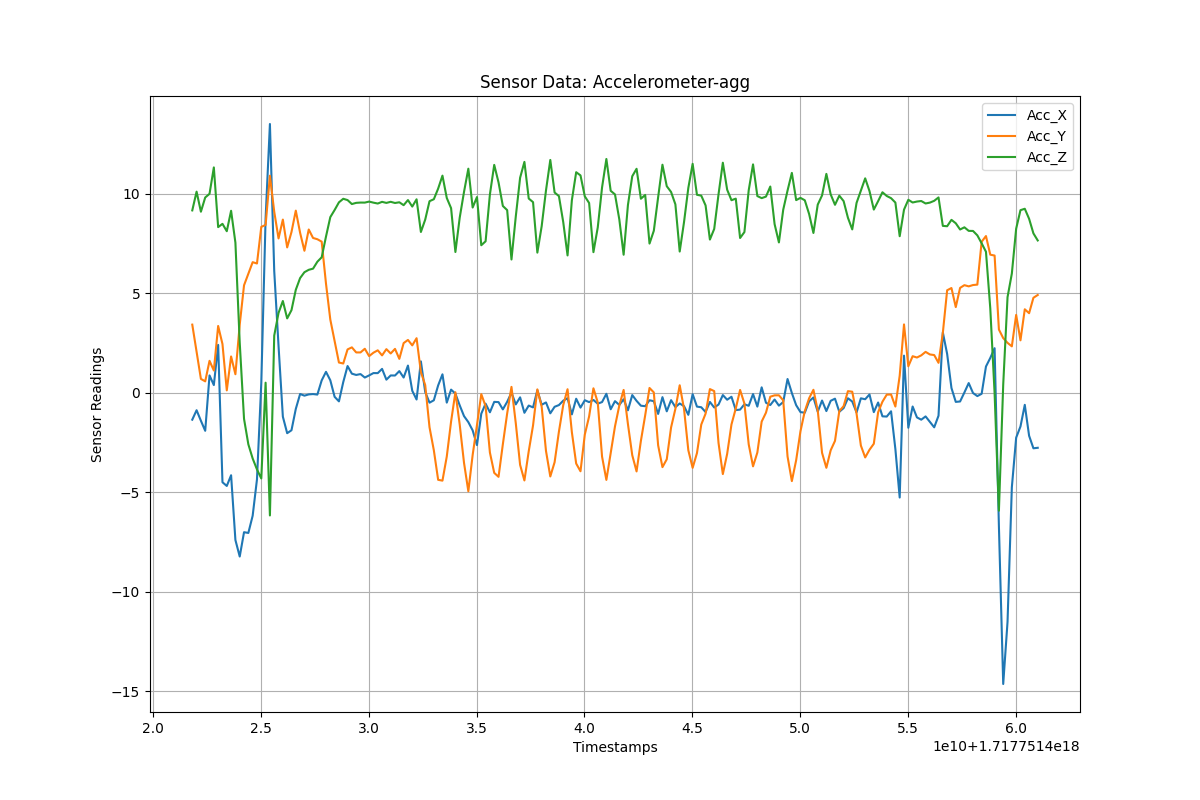 Sensor Data: Accelerometer-agg
Acc_X
Acc_Y
Acc_Z
Sensor Readings
10
5
0
−5
−10
−15
2.0 2.5 3.0 3.5 4.0 4.5 5.0 5.5 6.0
Timestamps
1e10+1.7177514e18